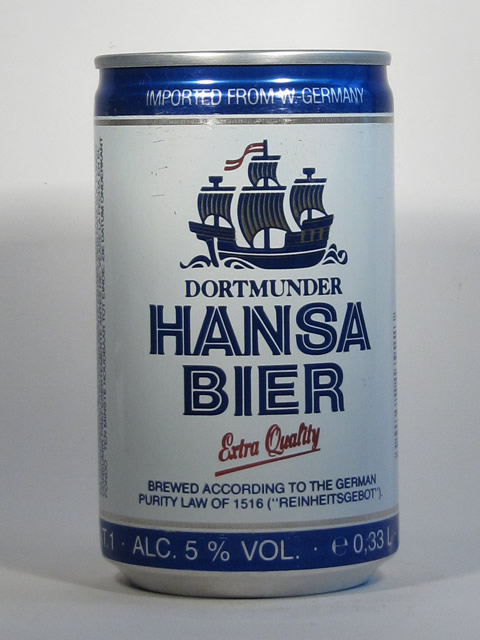 IMPORTED FROM W.-GERMANY
DORTMUNDER
HANSA
BIER
Extra Quality
BREWED ACCORDING TO THE GERMAN
PURITY LAW OF 1516 ("REINHEITSGEBOT").
T.1 · ALC. 5 % VOL. · e 0,33 L